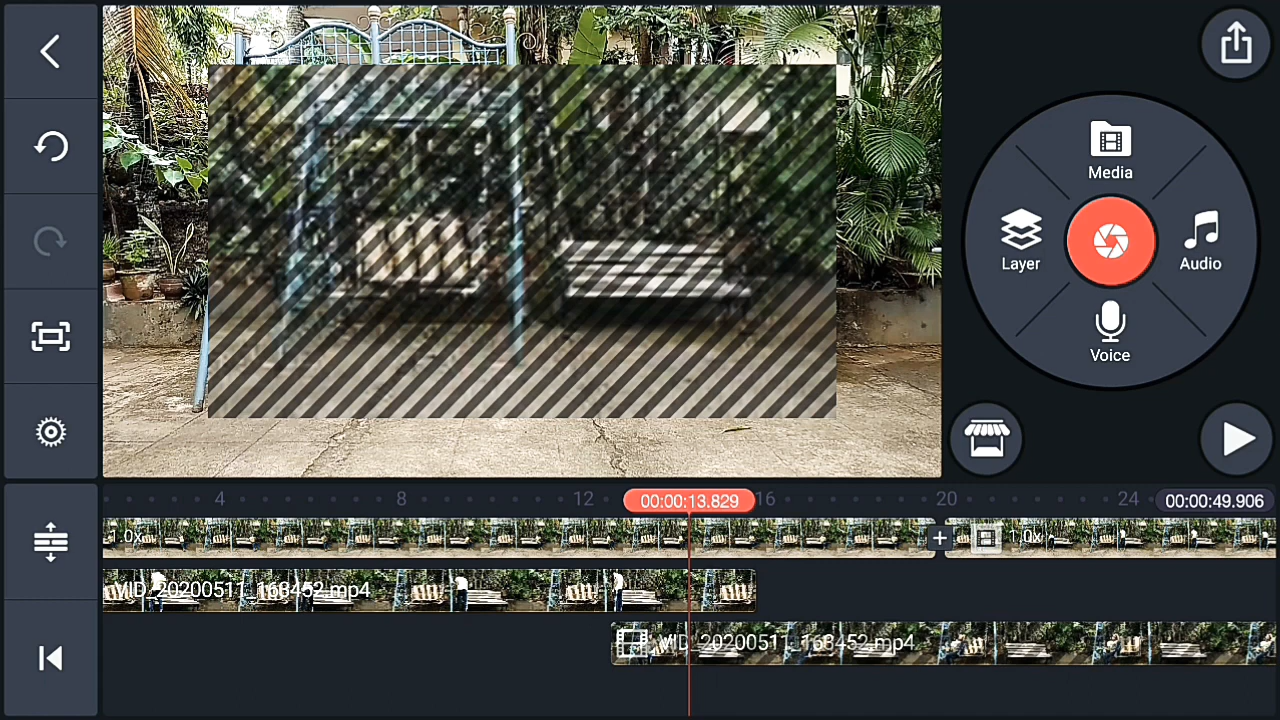 Media
Layer
Audio
Voice
4
8
12
00:00:13.829
16
20
24
00:00:49.906
1.0x
1.0x
VID_20200511_168452.mp4
VID_20200511_168452.mp4